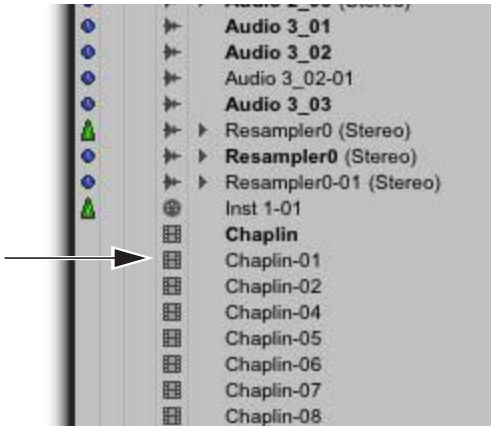 Audio 3_01
Audio 3_02
Audio 3_02-01
Audio 3_03
Resampler0 (Stereo)
Resampler0 (Stereo)
Resampler0-01 (Stereo)
Inst 1-01
Chaplin
Chaplin-01
Chaplin-02
Chaplin-04
Chaplin-05
Chaplin-06
Chaplin-07
Chaplin-08